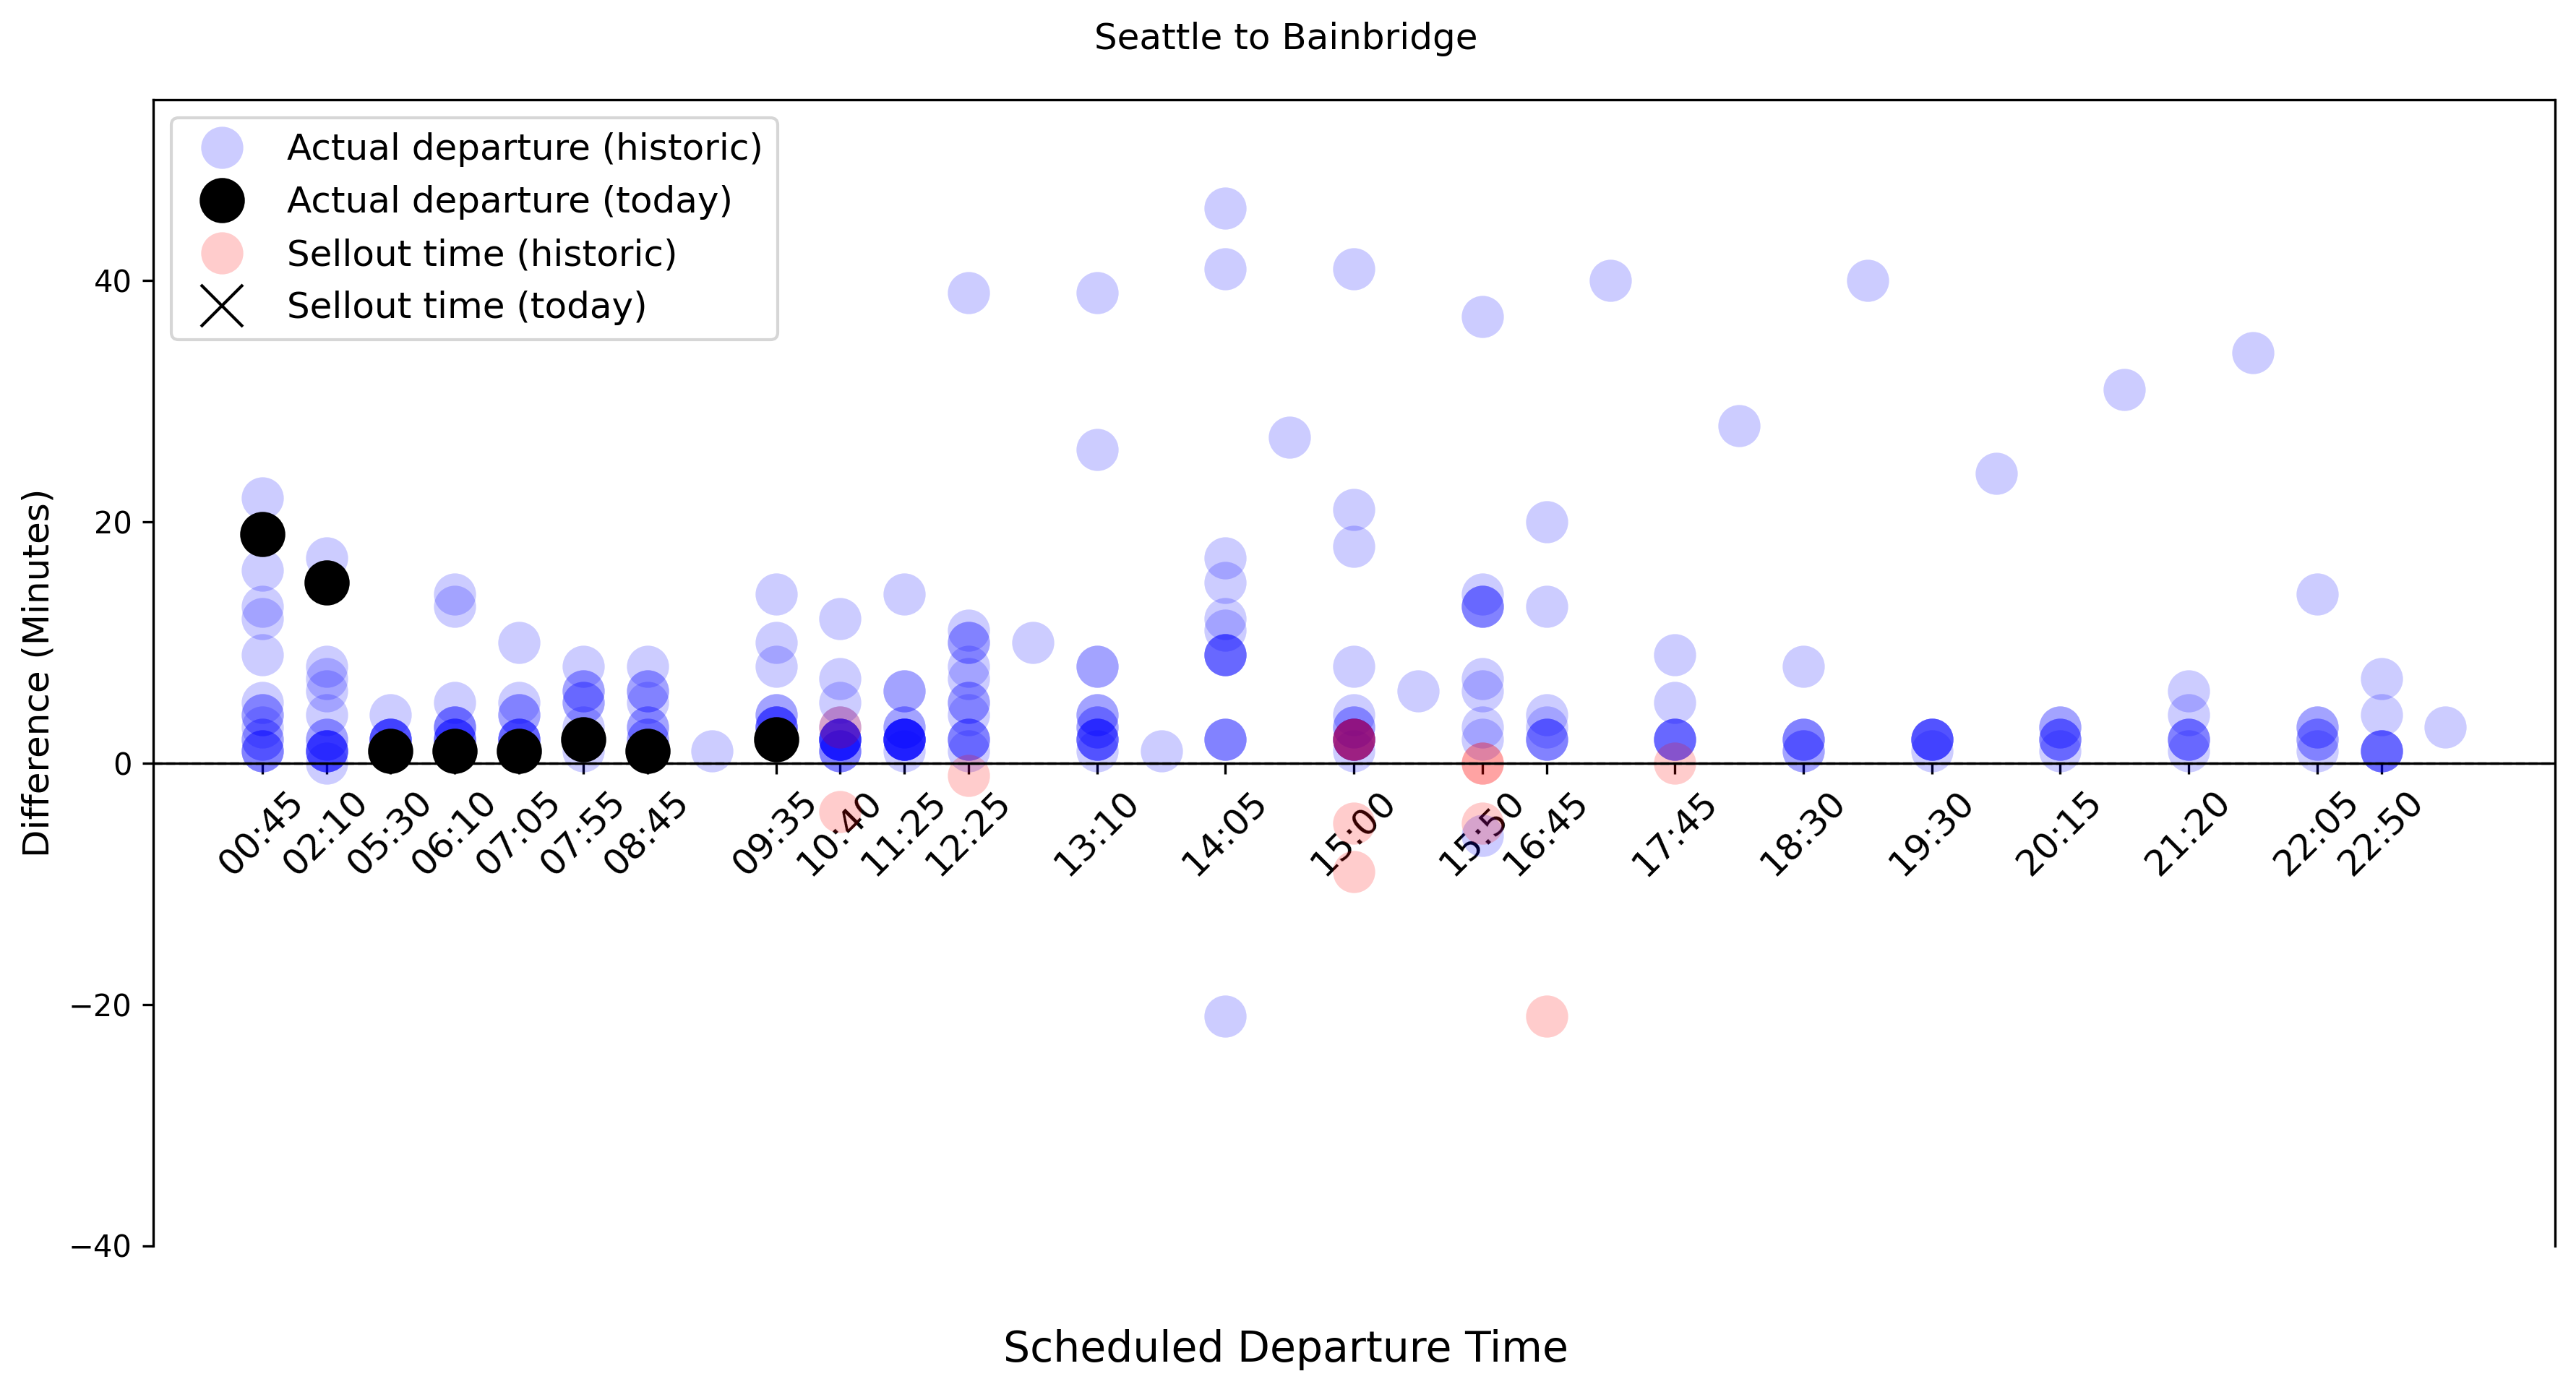 Seattle to Bainbridge
Actual departure (historic)
Actual departure (today)
Sellout time (historic)
Sellout time (today)
Difference (Minutes)
40
20
0
−20
−40
00:45 02:10 05:30 06:10 07:05 07:55 08:45 09:35 10:40 11:25 12:25 13:10 14:05 15:00 15:50 16:45 17:45 18:30 19:30 20:15 21:20 22:05 22:50
Scheduled Departure Time